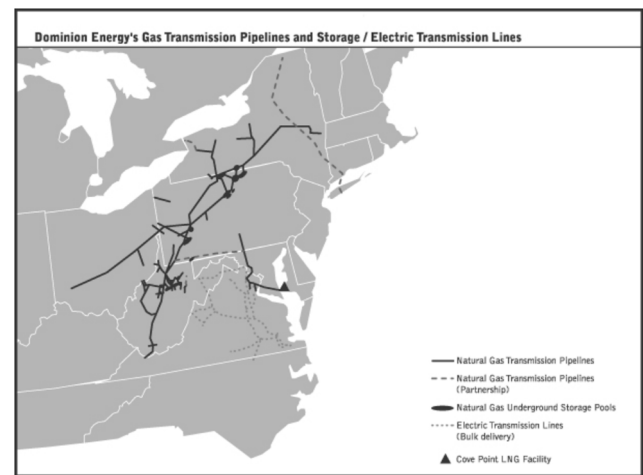 Dominion Energy's Gas Transmission Pipelines and Storage / Electric Transmission Lines
Natural Gas Transmission Pipelines
Natural Gas Transmission Pipelines
(Partnership)
Natural Gas Underground Storage Pools
Electric Transmission Lines
(Bulk delivery)
Cove Point LNG Facility